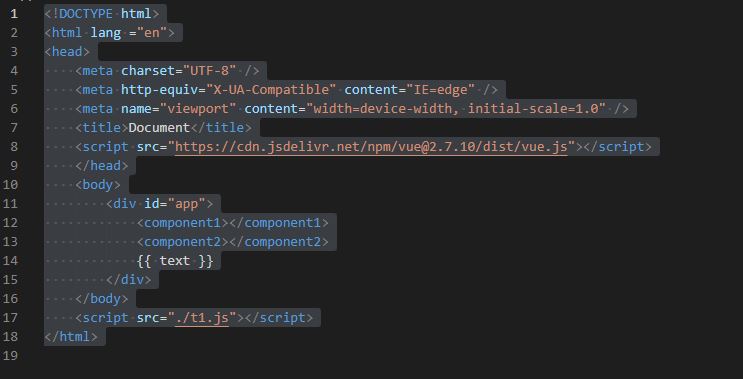 1 <!DOCTYPE html>
2 <html lang ="en">
3 <head>
4     <meta charset="UTF-8" />
5     <meta http-equiv="X-UA-Compatible" content="IE=edge" />
6     <meta name="viewport" content="width=device-width, initial-scale=1.0" />
7     <title>Document</title>
8     <script src="https://cdn.jsdelivr.net/npm/vue@2.7.10/dist/vue.js"></script>
9     </head>
10     <body>
11         <div id="app">
12             <component1></component1>
13             <component2></component2>
14             {{ text }}
15         </div>
16     </body>
17     <script src="./t1.js"></script>
18 </html>
19